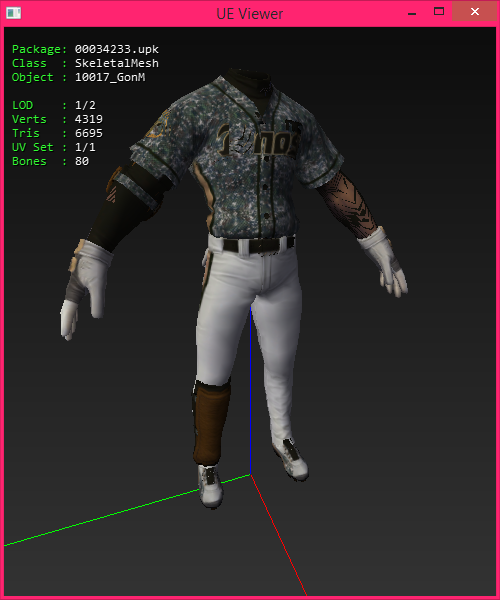 UE Viewer
Package: 00034233.upk
Class  : SkeletalMesh
Object : 10017_GonM
LOD    : 1/2
Verts  : 4319
Tris   : 6695
UV Set : 1/1
Bones  : 80